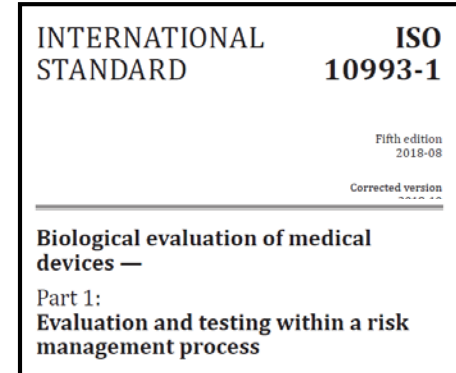 INTERNATIONAL STANDARD
ISO 10993-1
Fifth edition
2018-08
Corrected version
Biological evaluation of medical
devices —
Part 1:
Evaluation and testing within a risk
management process